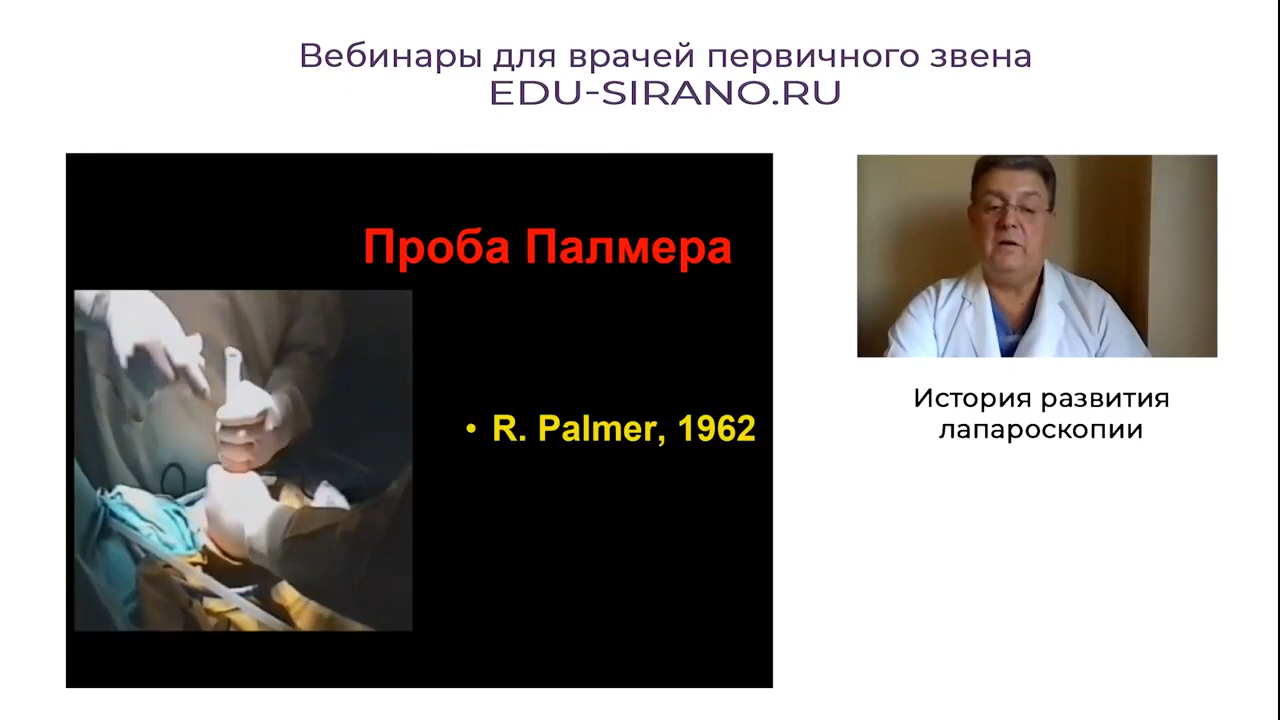 Вебинары для врачей первичного звена
EDU-SIRANO.RU
Проба Палмера
• R. Palmer, 1962
История развития
лапароскопии